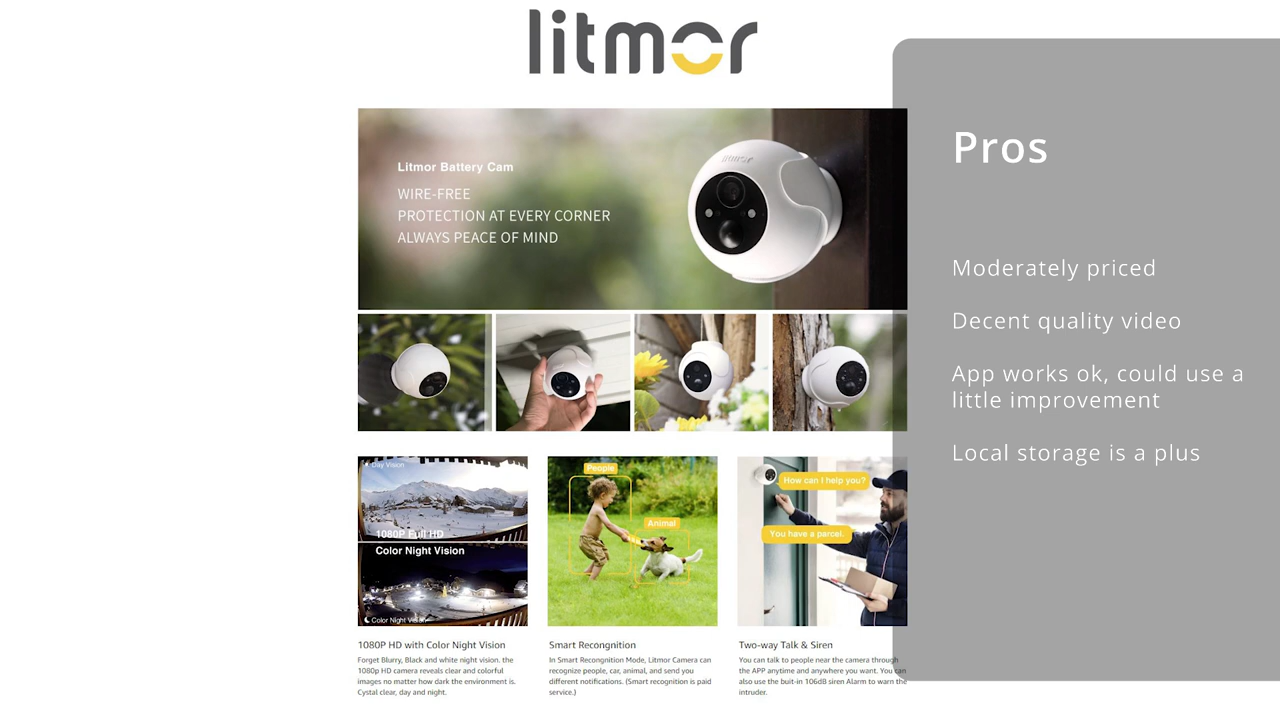 litmor
Litmor Battery Cam
WIRE-FREE
PROTECTION AT EVERY CORNER
ALWAYS PEACE OF MIND
Day Vision
1080P Full HD
Color Night Vision
Color Night Vision
People
Animal
How can I help you?
You have a parcel.
1080P HD with Color Night Vision
Forget Blurry, Black and white night vision. the
1080p HD camera reveals clear and colorful
images no matter how dark the environment is.
Cystal clear, day and night.
Smart Recongnition
In Smart Recongnition Mode, Litmor Camera can
recognize people, car, animal, and send you
different notifications. (Smart recognition is paid
service.)
Two-way Talk & Siren
You can talk to people near the camera through
the APP anytime and anywhere you want. You can
also use the buit-in 106dB siren Alarm to warn the
intruder.
Pros
Moderately priced
Decent quality video
App works ok, could use a
little improvement
Local storage is a plus